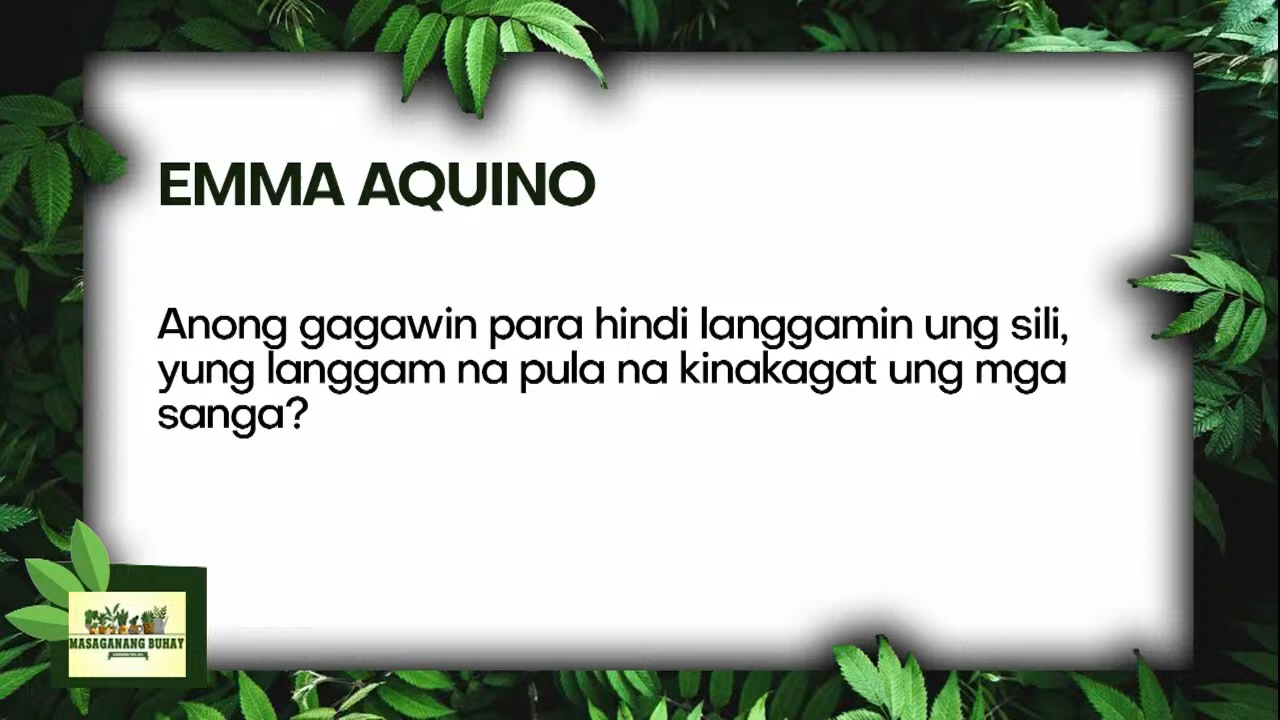 EMMA AQUINO
Anong gagawin para hindi langgamin ung sili,
yung langgam na pula na kinakagat ung mga
sanga?
MASAGANANG BUHAY